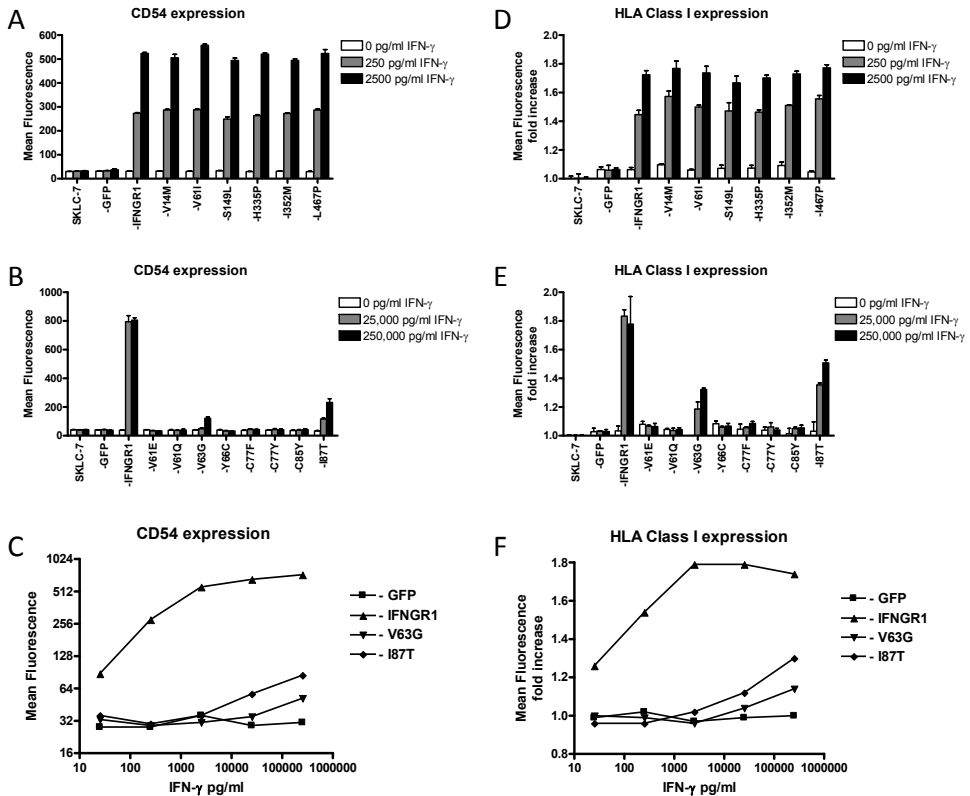 A
CD54 expression
Mean Fluorescence
600
500
400
300
200
100
0
0 pg/ml IFN-γ
250 pg/ml IFN-γ
2500 pg/ml IFN-γ
SKLC-7
-GFP
-IFNGR1
-V14M
-V61I
-S149L
-H335P
-I352M
-L467P
D
HLA Class I expression
Mean Fluorescence
fold increase
2.0
1.8
1.6
1.4
1.2
1.0
0 pg/ml IFN-γ
250 pg/ml IFN-γ
2500 pg/ml IFN-γ
SKLC-7
-GFP
-IFNGR1
-V14M
-V61I
-S149L
-H335P
-I352M
-I467P
B
CD54 expression
Mean Fluorescence
1000
800
600
400
200
0
0 pg/ml IFN-γ
25,000 pg/ml IFN-γ
250,000 pg/ml IFN-γ
SKLC-7
-GFP
-IFNGR1
-V61E
-V61Q
-V63G
-Y66C
-C77F
-C77Y
-C85Y
-I87T
E
HLA Class I expression
Mean Fluorescence
fold increase
2.0
1.8
1.6
1.4
1.2
1.0
0 pg/ml IFN-γ
25,000 pg/ml IFN-γ
250,000 pg/ml IFN-γ
SKLC-7
-GFP
-IFNGR1
-V61E
-V61Q
-V63G
-Y66C
-C77F
-C77Y
-C85Y
-I87T
C
CD54 expression
Mean Fluorescence
1024
512
256
128
64
32
16
10
100
1000
10000
100000
1000000
IFN-γ pg/ml
- GFP
- IFNGR1
- V63G
- I87T
F
HLA Class I expression
Mean Fluorescence
fold increase
1.8
1.6
1.4
1.2
1.0
0.8
10
100
1000
10000
100000
1000000
IFN-γ pg/ml
- GFP
- IFNGR1
- V63G
- I87T